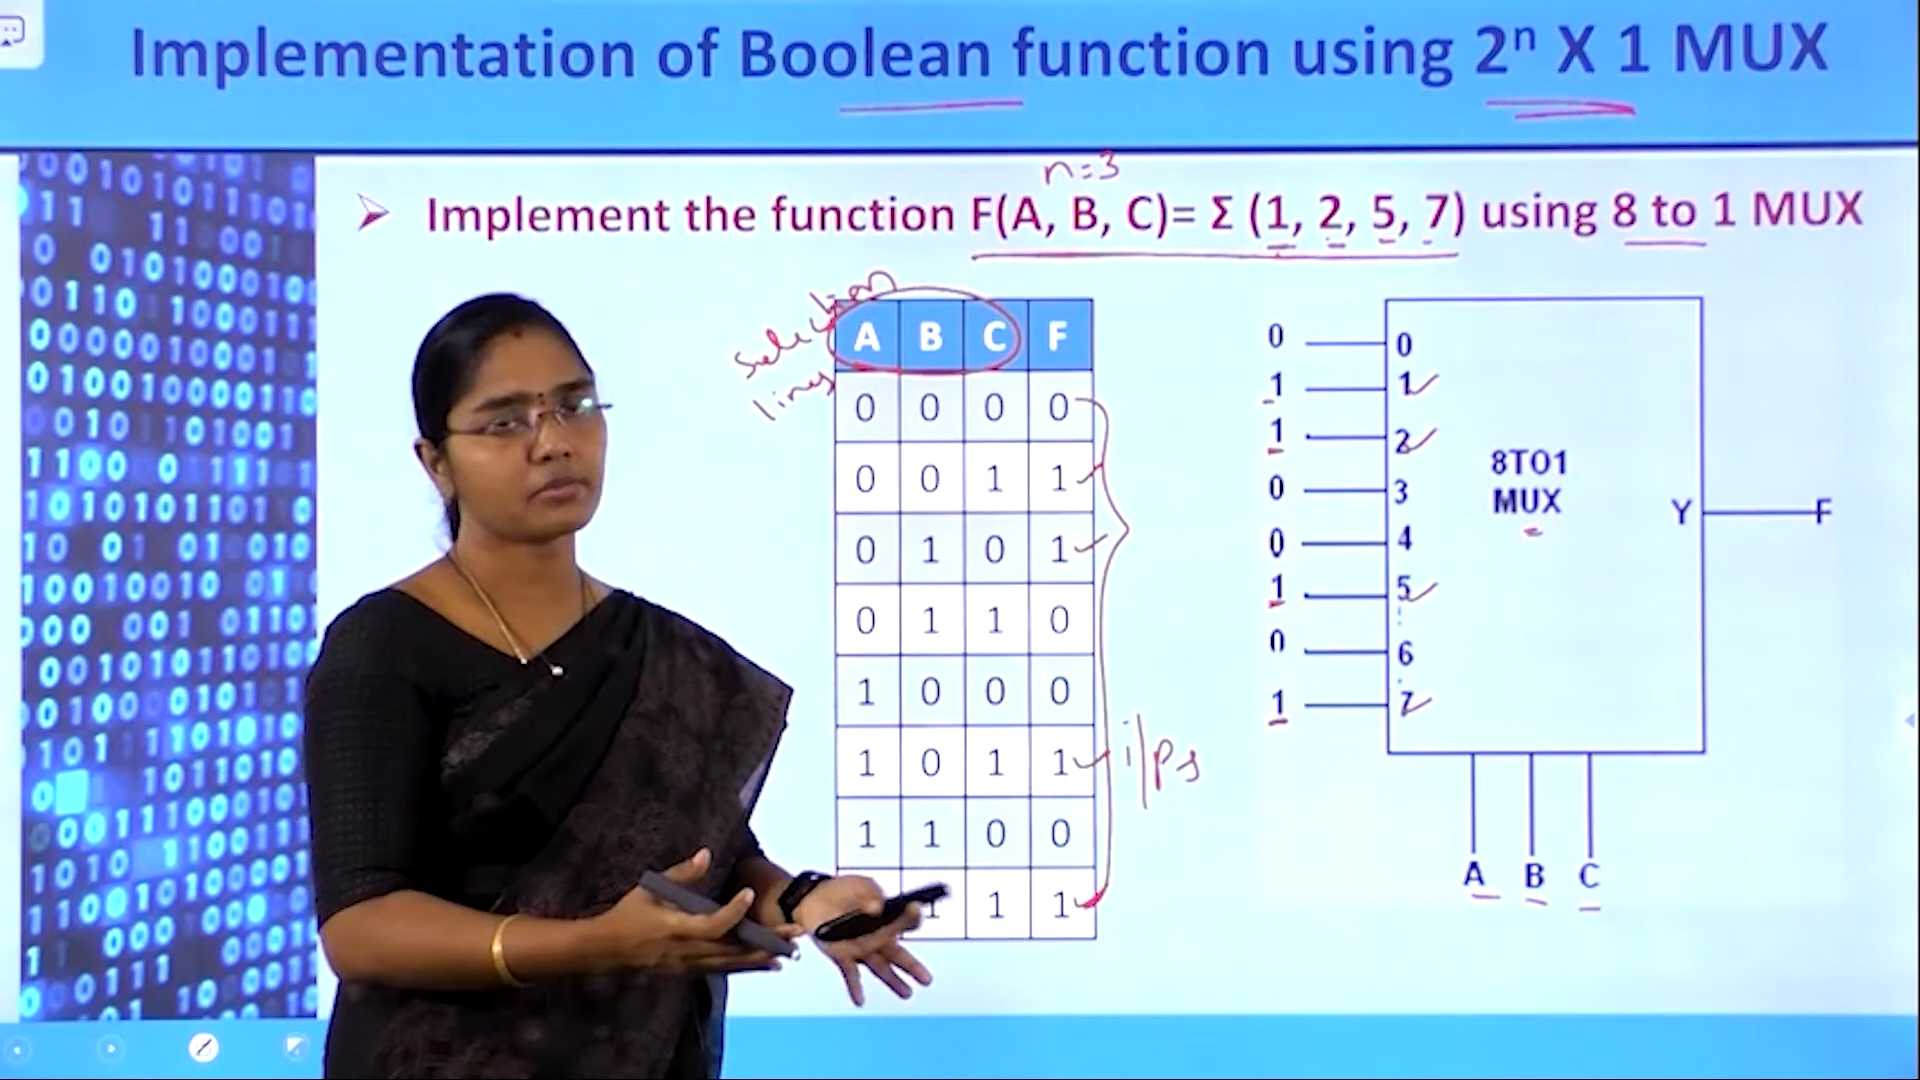 Implementation of Boolean function using 2ⁿ X 1 MUX
n=3
➢ Implement the function F(A, B, C)= Σ (1, 2, 5, 7) using 8 to 1 MUX
selection
lines
A B C F
0 0 0 0
0 0 1 1
0 1 0 1
0 1 1 0
1 0 0 0
1 0 1 1
1 1 0 0
1 1 1
i/ps
0 0
1 1
1 2
0 3
0 4
1 5
0 6
1 7
8TO1
MUX
Y F
A B C